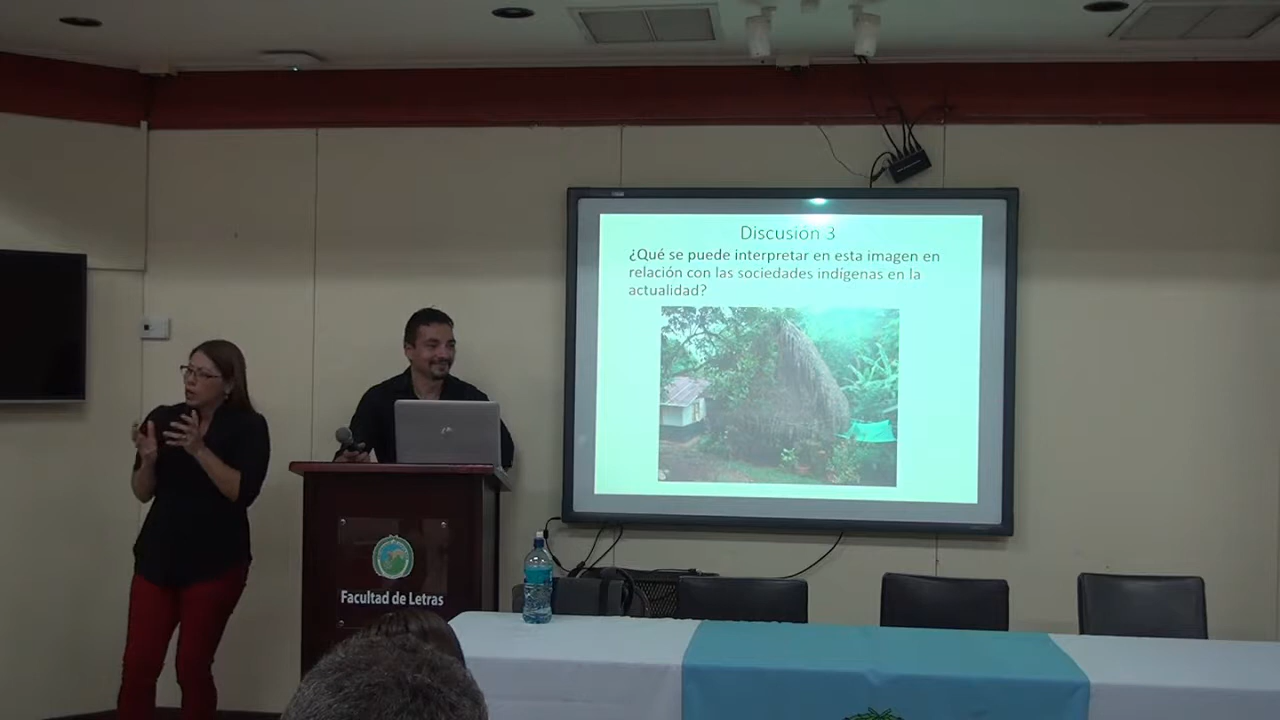 Discusión 3
¿Qué se puede interpretar en esta imagen en
relación con las sociedades indígenas en la
actualidad?
Facultad de Letras